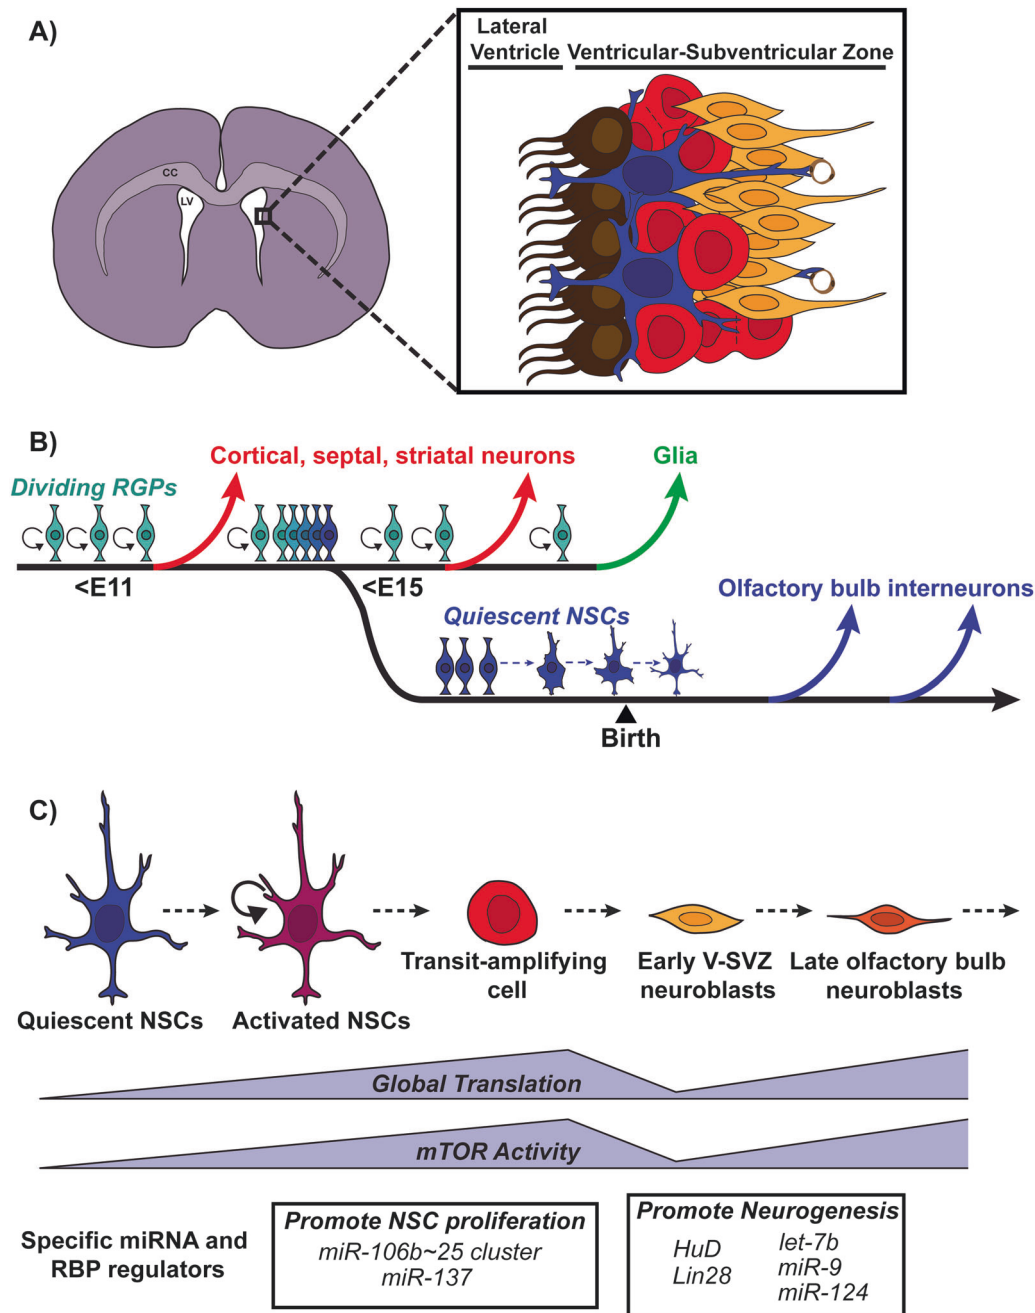 A)
Lateral
Ventricle
Ventricular-Subventricular Zone
CC
LV
B)
Cortical, septal, striatal neurons
Glia
Dividing RGPs
<E11
<E15
Olfactory bulb interneurons
Quiescent NSCs
Birth
C)
Quiescent NSCs
Activated NSCs
Transit-amplifying
cell
Early V-SVZ
neuroblasts
Late olfactory bulb
neuroblasts
Global Translation
mTOR Activity
Specific miRNA and
RBP regulators
Promote NSC proliferation
miR-106b~25 cluster
miR-137
Promote Neurogenesis
HuD
Lin28
let-7b
miR-9
miR-124